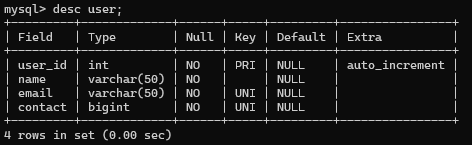 mysql> desc user;
+---------+-------------+------+-----+---------+----------------+
| Field   | Type        | Null | Key | Default | Extra          |
+---------+-------------+------+-----+---------+----------------+
| user_id | int         | NO   | PRI | NULL    | auto_increment |
| name    | varchar(50) | NO   |     | NULL    |                |
| email   | varchar(50) | NO   | UNI | NULL    |                |
| contact | bigint      | NO   | UNI | NULL    |                |
+---------+-------------+------+-----+---------+----------------+
4 rows in set (0.00 sec)